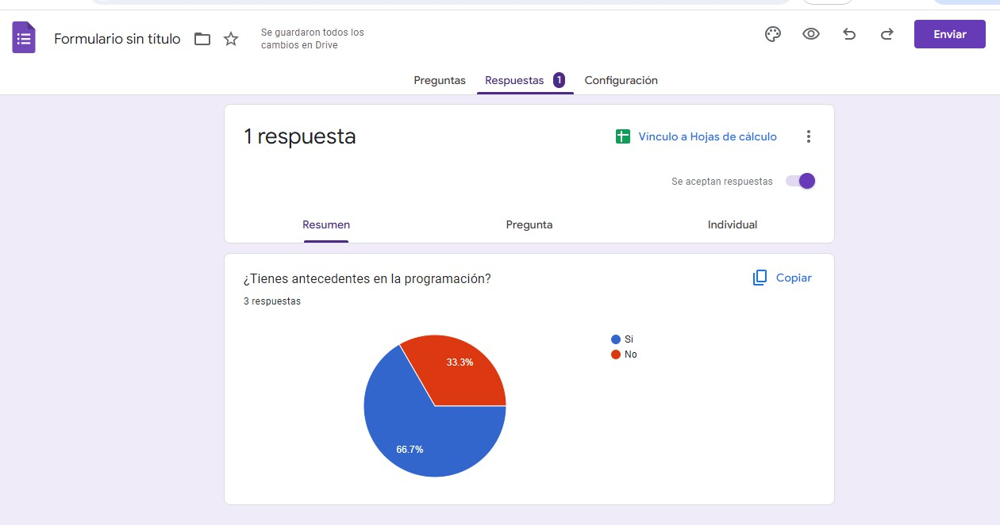 Formulario sin título
Se guardaron todos los
cambios en Drive
Enviar
Preguntas
Respuestas 1
Configuración
1 respuesta
Vínculo a Hojas de cálculo
Se aceptan respuestas
Resumen
Pregunta
Individual
¿Tienes antecedentes en la programación?
Copiar
3 respuestas
Si
No
33.3%
66.7%